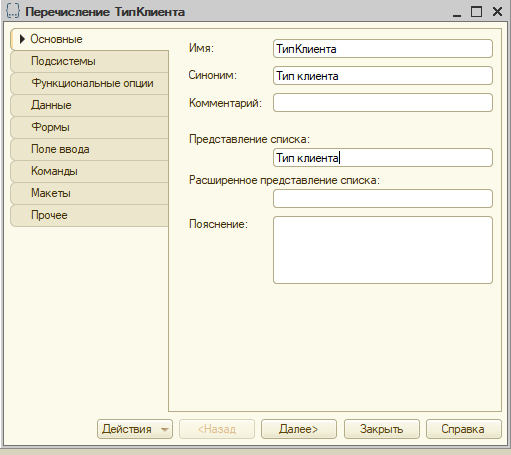 Перечисление ТипКлиента
Основные
Подсистемы
Функциональные опции
Данные
Формы
Поле ввода
Команды
Макеты
Прочее
Имя: ТипКлиента
Синоним: Тип клиента
Комментарий:
Представление списка:
Тип клиента
Расширенное представление списка:
Пояснение:
Действия <Назад Далее> Закрыть Справка